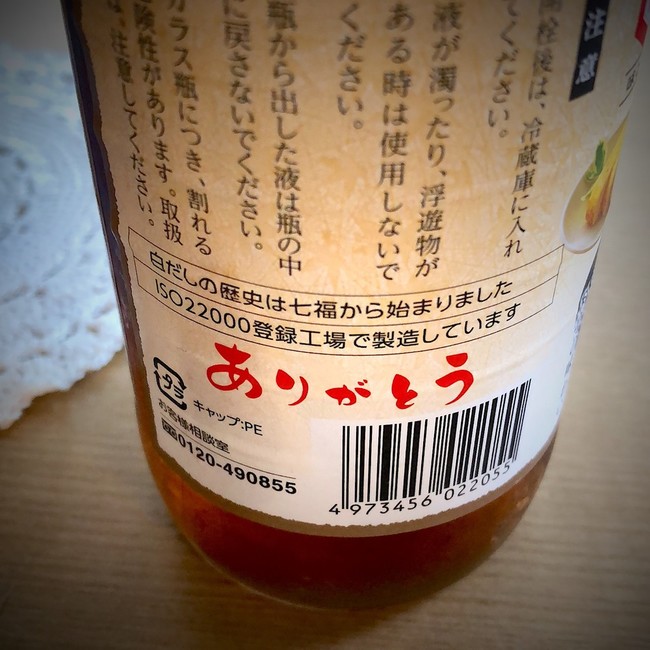 注意
開栓後は、冷蔵庫に入れ
てください。
液が濁ったり、浮遊物が
ある時は使用しないで
ください。
瓶から出した液は瓶の中
に戻さないでください。
ガラス瓶につき、割れる
危険性があります。取扱
注意してください。
白だしの歴史は七福から始まりました
ISO22000登録工場で製造しています
ありがとう
キャップ:PE
お客様相談室
0120-490855
4 973456 022055